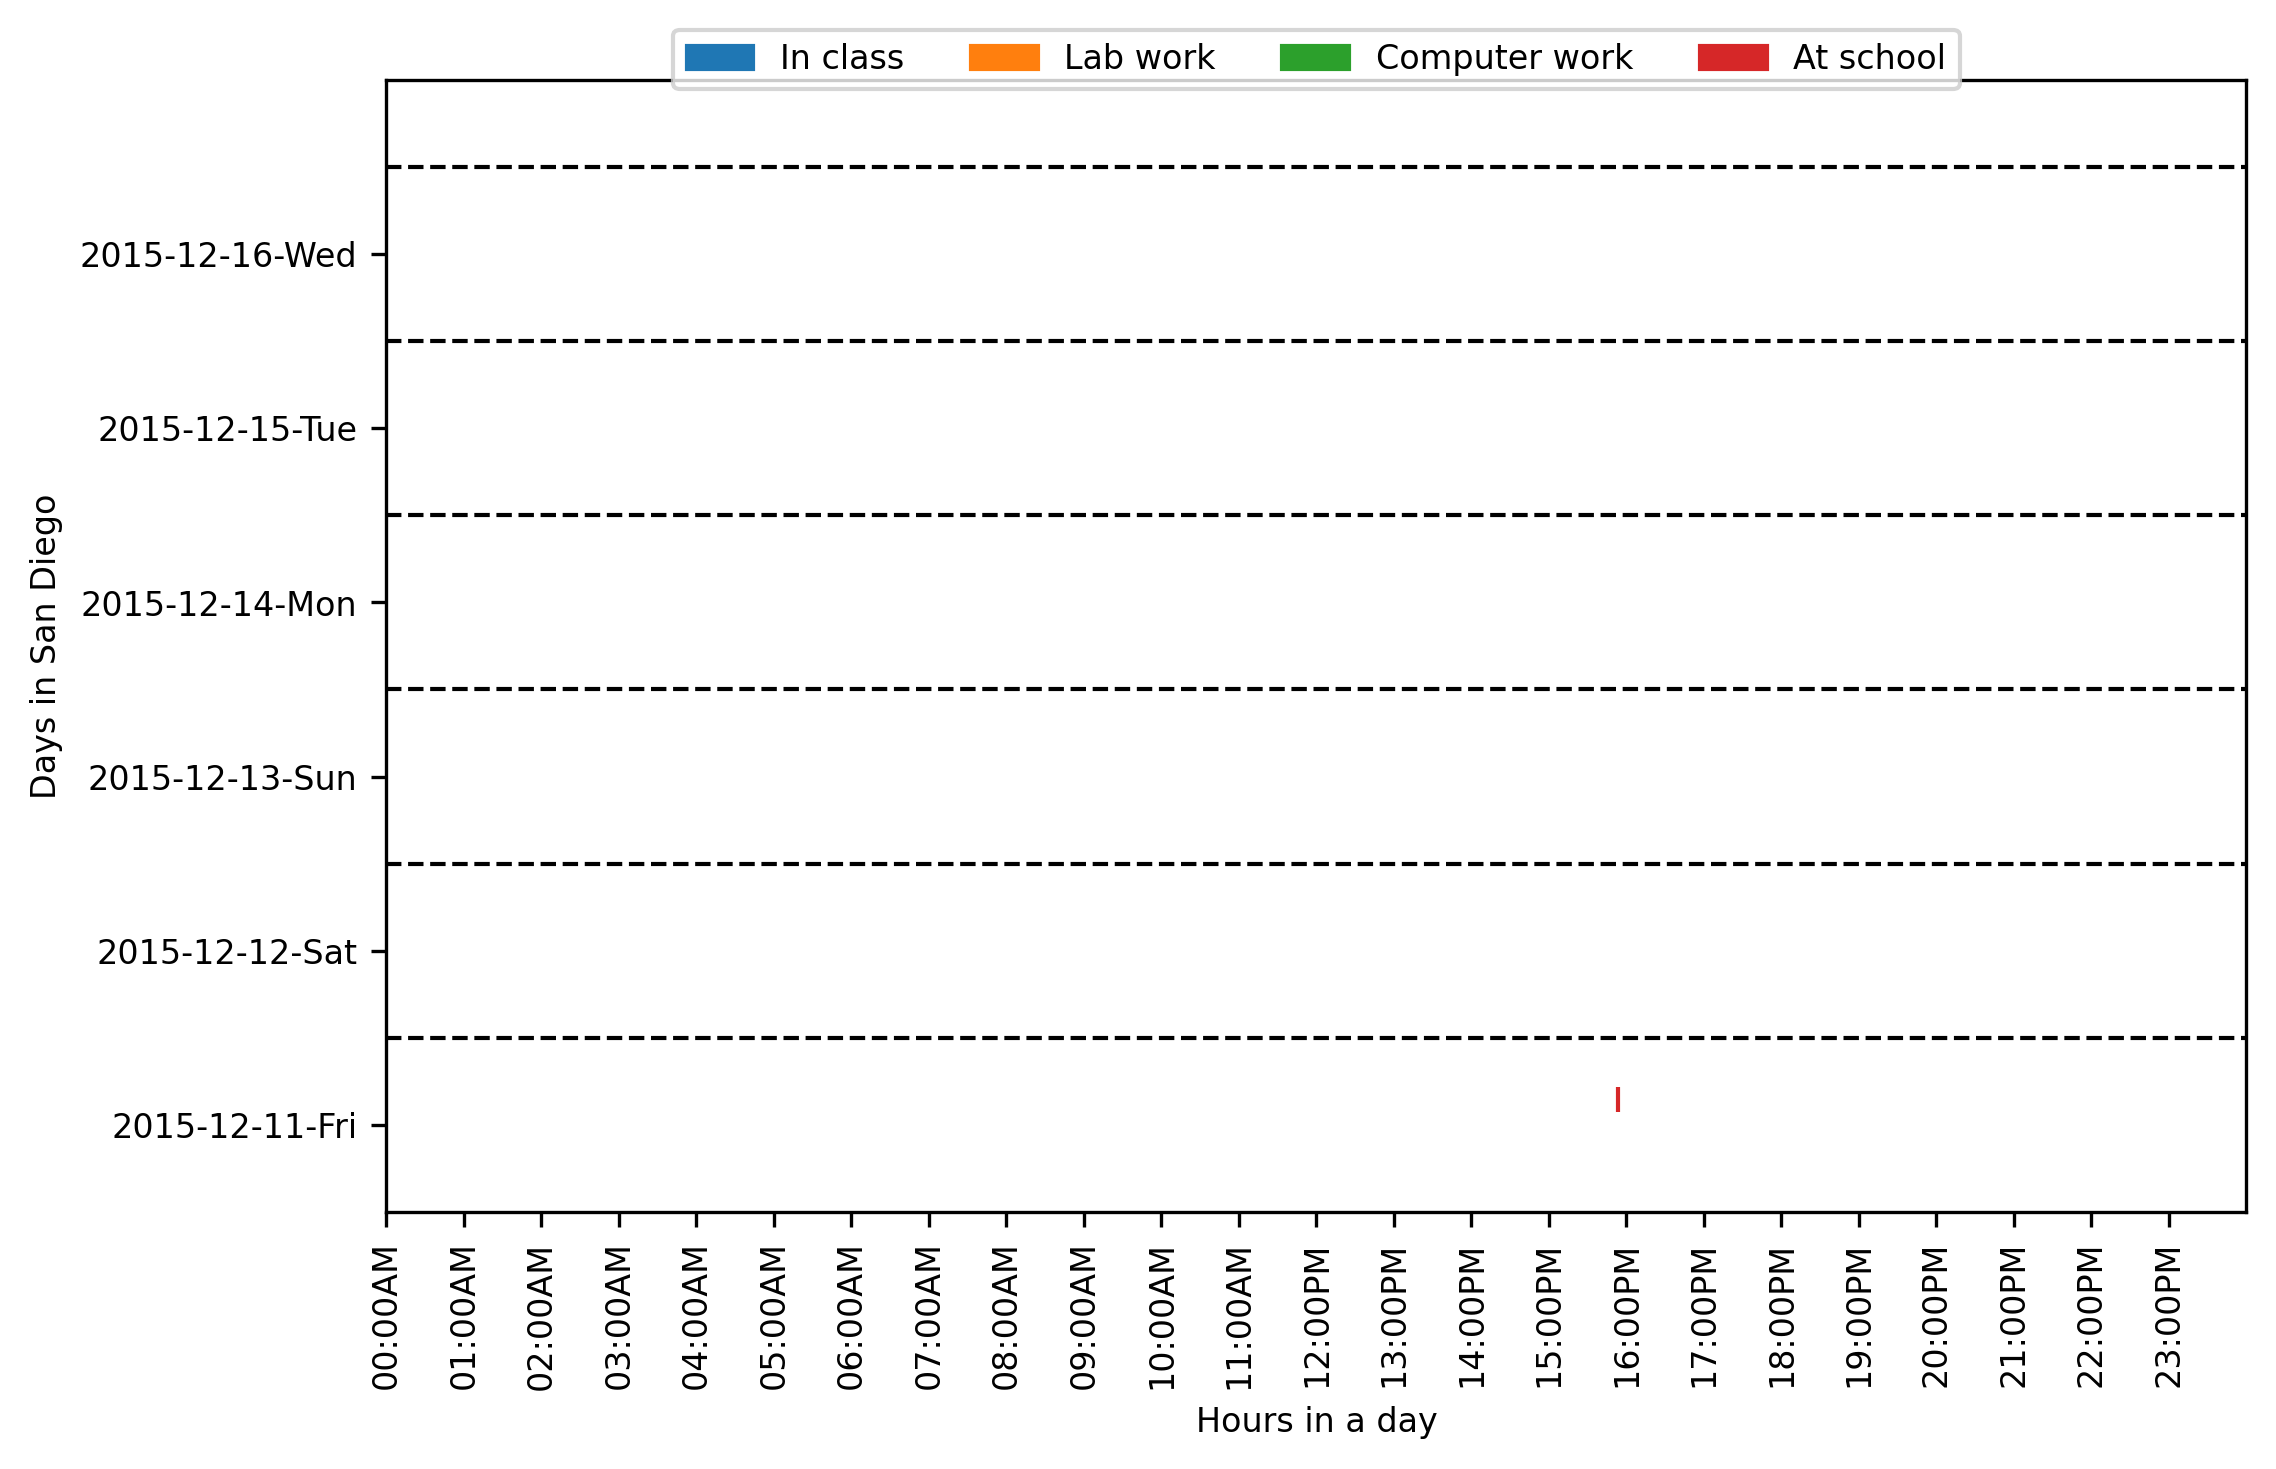 In class Lab work Computer work At school
2015-12-16-Wed
2015-12-15-Tue
2015-12-14-Mon
2015-12-13-Sun
2015-12-12-Sat
2015-12-11-Fri
Days in San Diego
00:00AM 01:00AM 02:00AM 03:00AM 04:00AM 05:00AM 06:00AM 07:00AM 08:00AM 09:00AM 10:00AM 11:00AM 12:00PM 13:00PM 14:00PM 15:00PM 16:00PM 17:00PM 18:00PM 19:00PM 20:00PM 21:00PM 22:00PM 23:00PM
Hours in a day